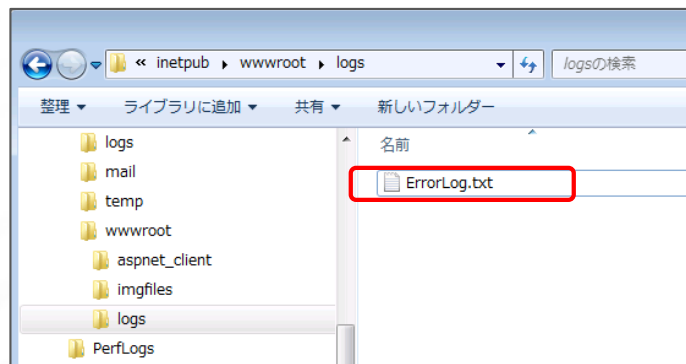 « inetpub ▸ wwwroot ▸ logs
logsの検索
整理 ▼ ライブラリに追加 ▼ 共有 ▼ 新しいフォルダー
logs
mail
temp
wwwroot
aspnet_client
imgfiles
logs
PerfLogs
名前
ErrorLog.txt